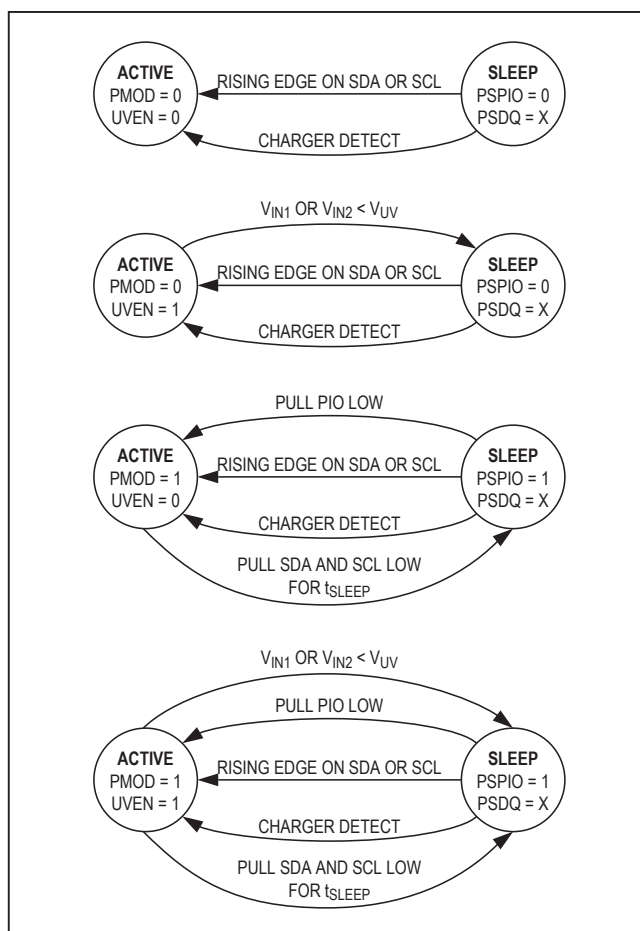 ACTIVE
PMOD = 0
UVEN = 0
RISING EDGE ON SDA OR SCL
CHARGER DETECT
SLEEP
PSPIO = 0
PSDQ = X
VIN1 OR VIN2 < VUV
ACTIVE
PMOD = 0
UVEN = 1
RISING EDGE ON SDA OR SCL
CHARGER DETECT
SLEEP
PSPIO = 0
PSDQ = X
PULL PIO LOW
ACTIVE
PMOD = 1
UVEN = 0
RISING EDGE ON SDA OR SCL
CHARGER DETECT
SLEEP
PSPIO = 1
PSDQ = X
PULL SDA AND SCL LOW
FOR tSLEEP
VIN1 OR VIN2 < VUV
PULL PIO LOW
ACTIVE
PMOD = 1
UVEN = 1
RISING EDGE ON SDA OR SCL
CHARGER DETECT
SLEEP
PSPIO = 1
PSDQ = X
PULL SDA AND SCL LOW
FOR tSLEEP